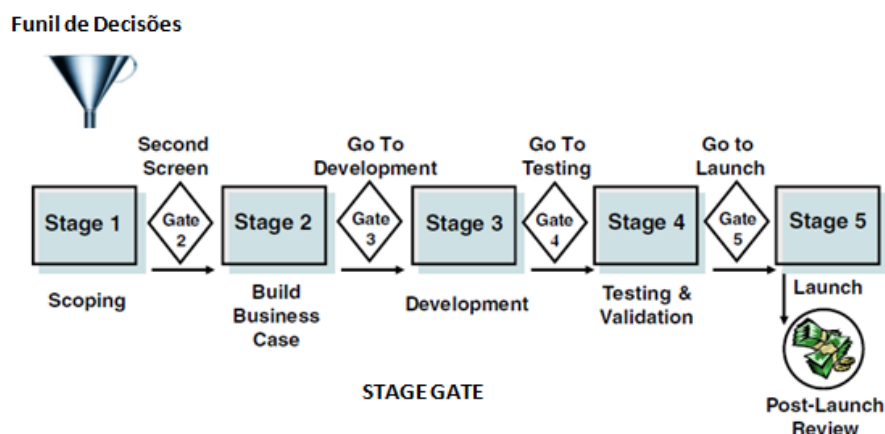 Funil de Decisões
Second
Screen
Go To
Development
Go To
Testing
Go to
Launch
Stage 1
Gate
2
Stage 2
Gate
3
Stage 3
Gate
4
Stage 4
Gate
5
Stage 5
Scoping
Build
Business
Case
Development
Testing &
Validation
Launch
STAGE GATE
Post-Launch
Review